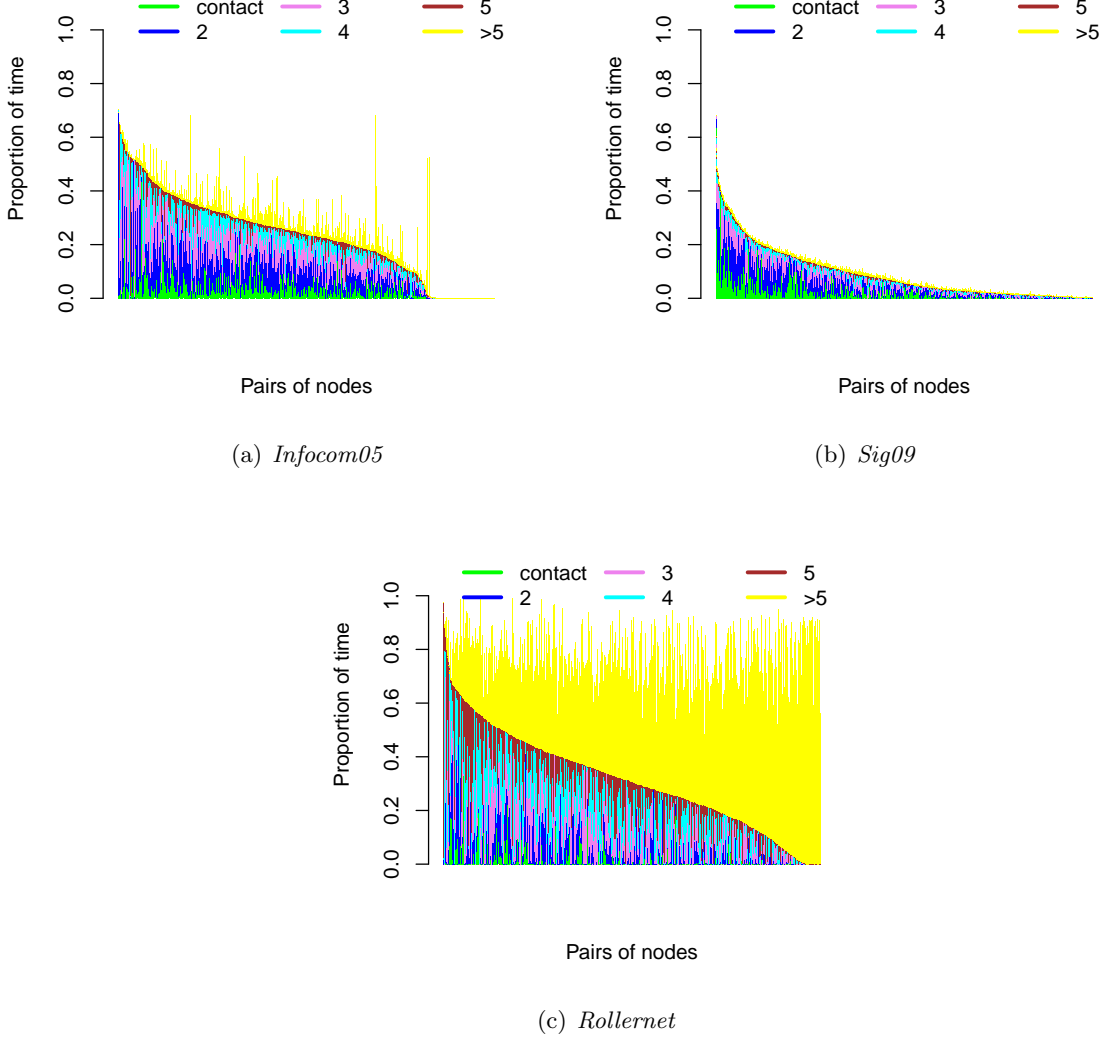 contact 3 5
2 4 >5
Proportion of time
0.0 0.2 0.4 0.6 0.8 1.0
Pairs of nodes
(a) Infocom05
contact 3 5
2 4 >5
Proportion of time
0.0 0.2 0.4 0.6 0.8 1.0
Pairs of nodes
(b) Sig09
contact 3 5
2 4 >5
Proportion of time
0.0 0.2 0.4 0.6 0.8 1.0
Pairs of nodes
(c) Rollernet